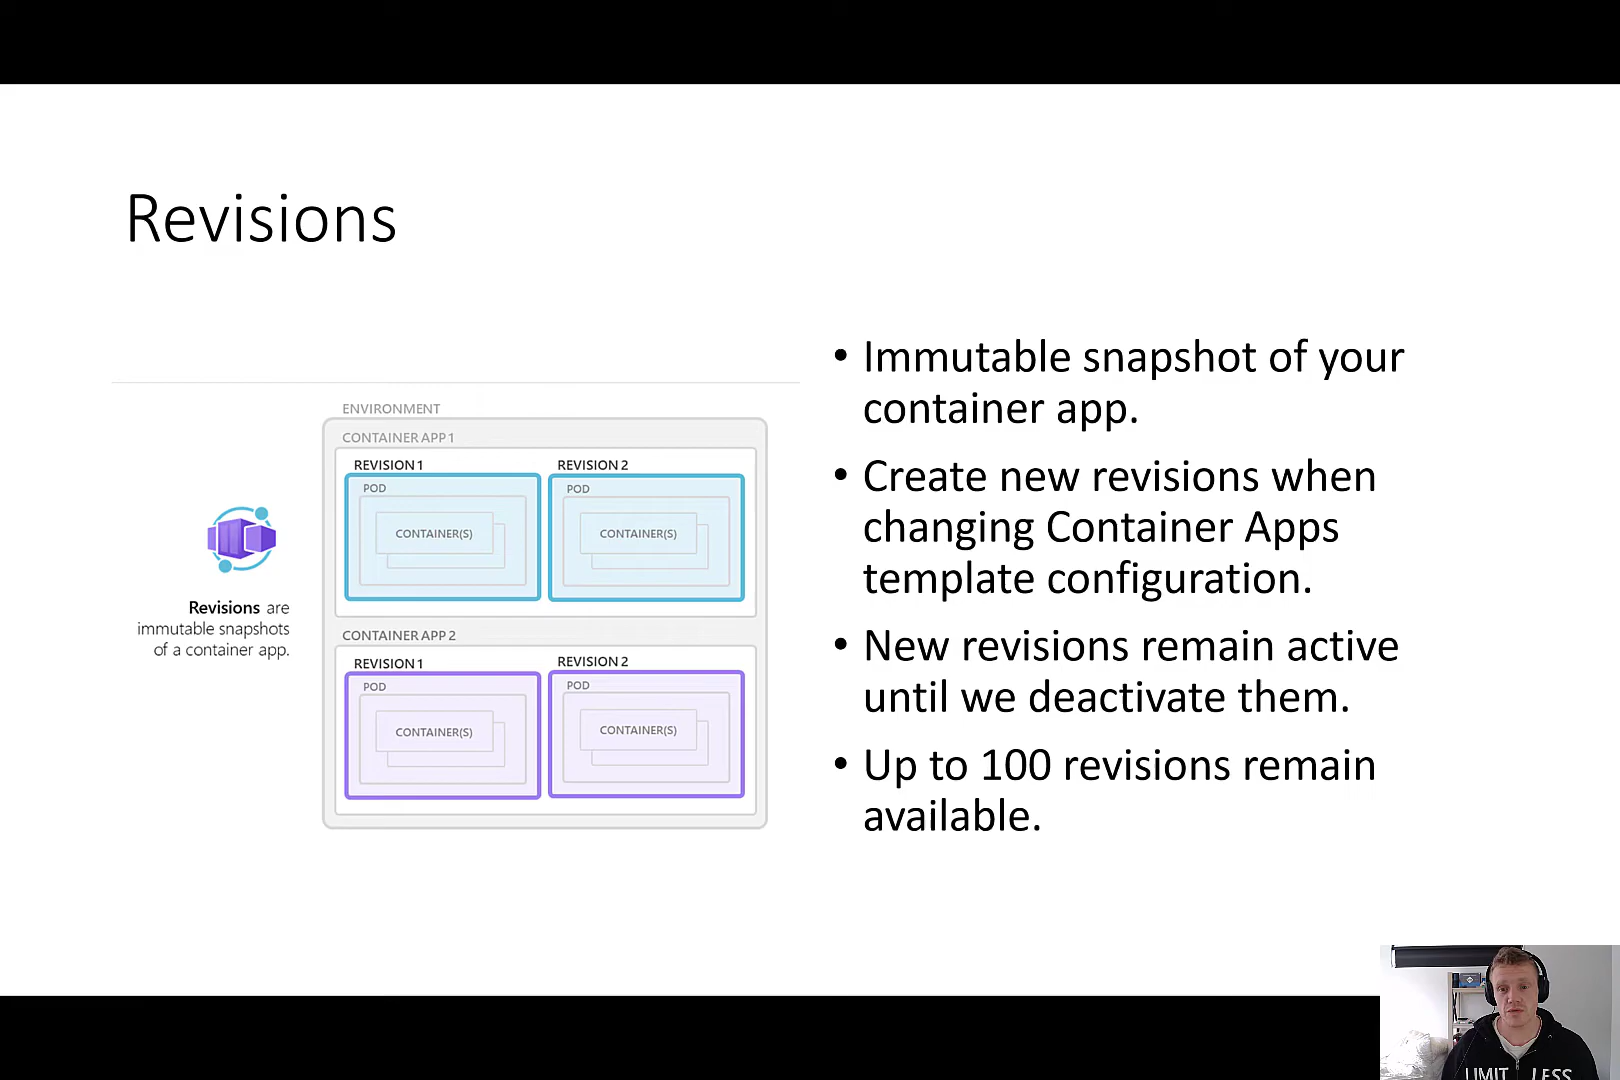 Revisions
ENVIRONMENT
CONTAINER APP 1
REVISION 1
REVISION 2
POD
POD
CONTAINER(S)
CONTAINER(S)
Revisions are
immutable snapshots
of a container app.
CONTAINER APP 2
REVISION 1
REVISION 2
POD
POD
CONTAINER(S)
CONTAINER(S)
• Immutable snapshot of your
container app.
• Create new revisions when
changing Container Apps
template configuration.
• New revisions remain active
until we deactivate them.
• Up to 100 revisions remain
available.
LIMIT LESS